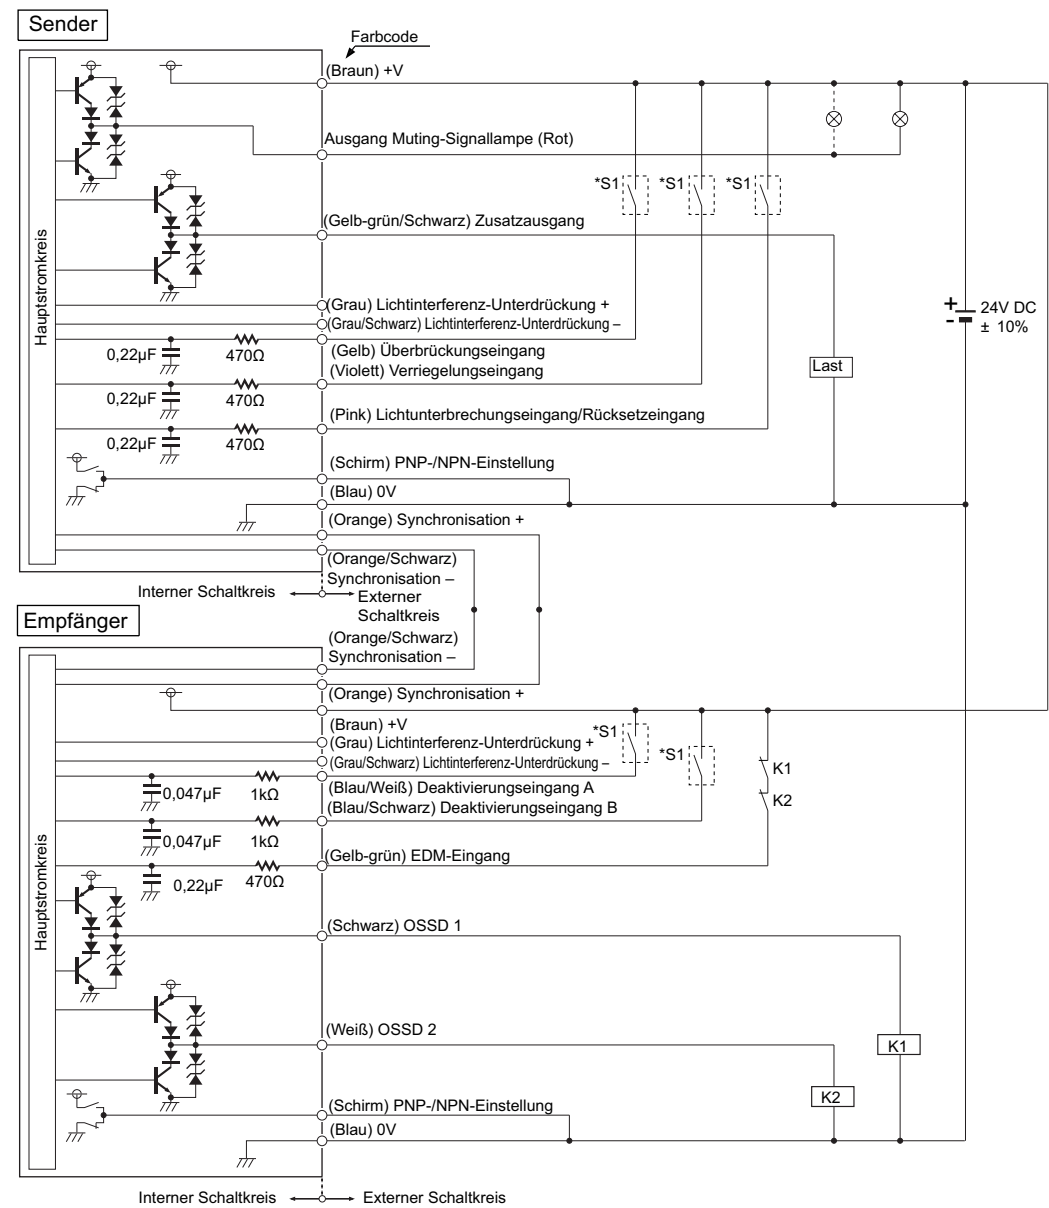 Sender
Farbcode
(Braun) +V
Ausgang Muting-Signallampe (Rot)
*S1
*S1
*S1
(Gelb-grün/Schwarz) Zusatzausgang
Hauptstromkreis
(Grau) Lichtinterferenz-Unterdrückung +
(Grau/Schwarz) Lichtinterferenz-Unterdrückung –
+
-
24V DC
± 10%
0,22µF
470Ω
(Gelb) Überbrückungseingang
(Violett) Verriegelungseingang
Last
0,22µF
470Ω
(Pink) Lichtunterbrechungseingang/Rücksetzeingang
0,22µF
470Ω
(Schirm) PNP-/NPN-Einstellung
(Blau) 0V
(Orange) Synchronisation +
(Orange/Schwarz)
Synchronisation –
Interner Schaltkreis
Externer
Schaltkreis
Empfänger
(Orange/Schwarz)
Synchronisation –
(Orange) Synchronisation +
(Braun) +V
*S1
(Grau) Lichtinterferenz-Unterdrückung +
*S1
(Grau/Schwarz) Lichtinterferenz-Unterdrückung –
K1
0,047µF
1kΩ
(Blau/Weiß) Deaktivierungseingang A
K2
(Blau/Schwarz) Deaktivierungseingang B
0,047µF
1kΩ
(Gelb-grün) EDM-Eingang
0,22µF
470Ω
Hauptstromkreis
(Schwarz) OSSD 1
(Weiß) OSSD 2
K1
K2
(Schirm) PNP-/NPN-Einstellung
(Blau) 0V
Interner Schaltkreis
Externer Schaltkreis